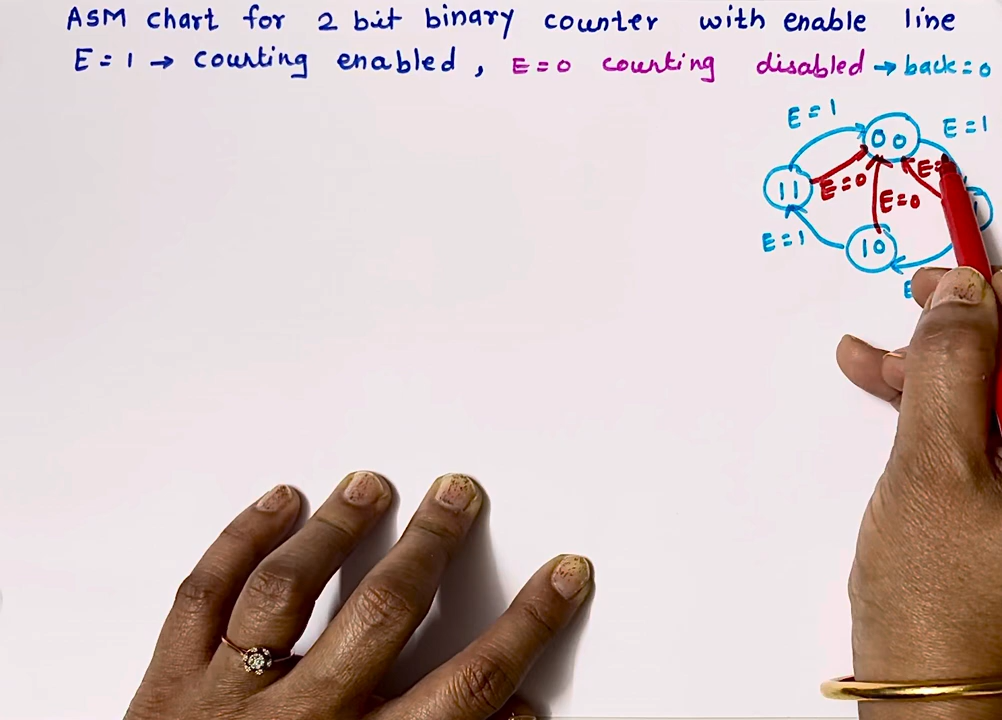 ASM chart for 2 bit binary counter with enable line
E = 1 → counting enabled, E = 0 counting disabled → back = 0
E = 1
00
E = 1
11
E = 0
E = 0
E = 1
10